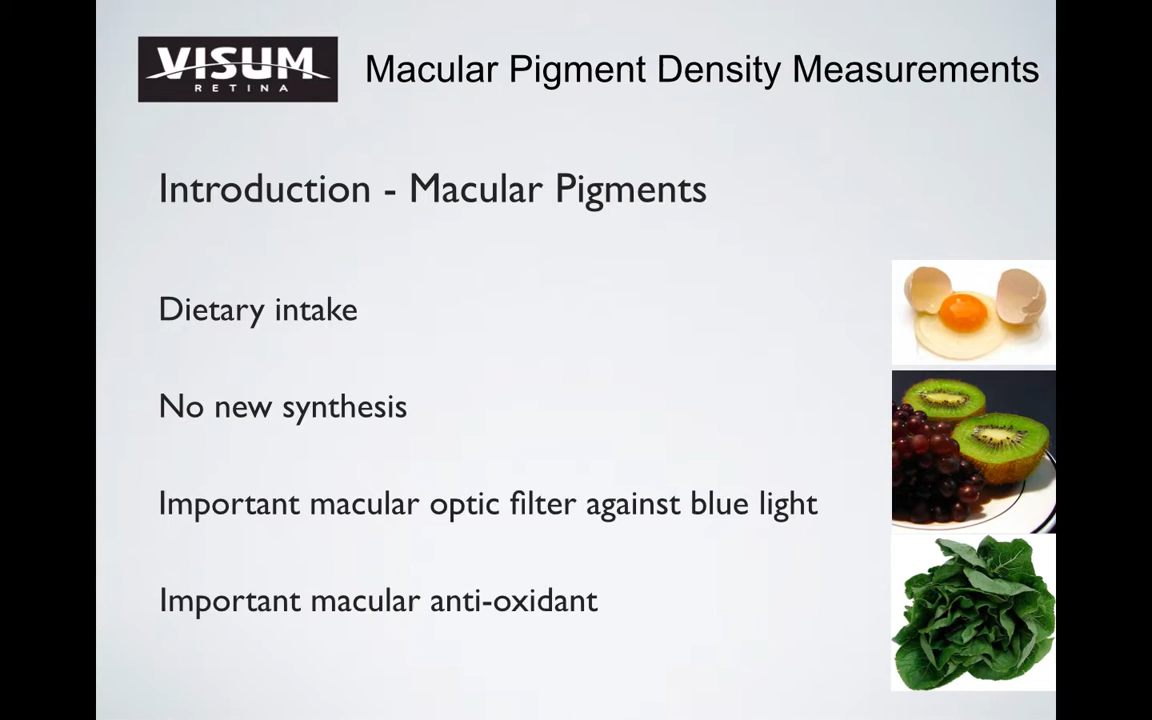 VISUM
RETINA
Macular Pigment Density Measurements
Introduction - Macular Pigments
Dietary intake
No new synthesis
Important macular optic filter against blue light
Important macular anti-oxidant